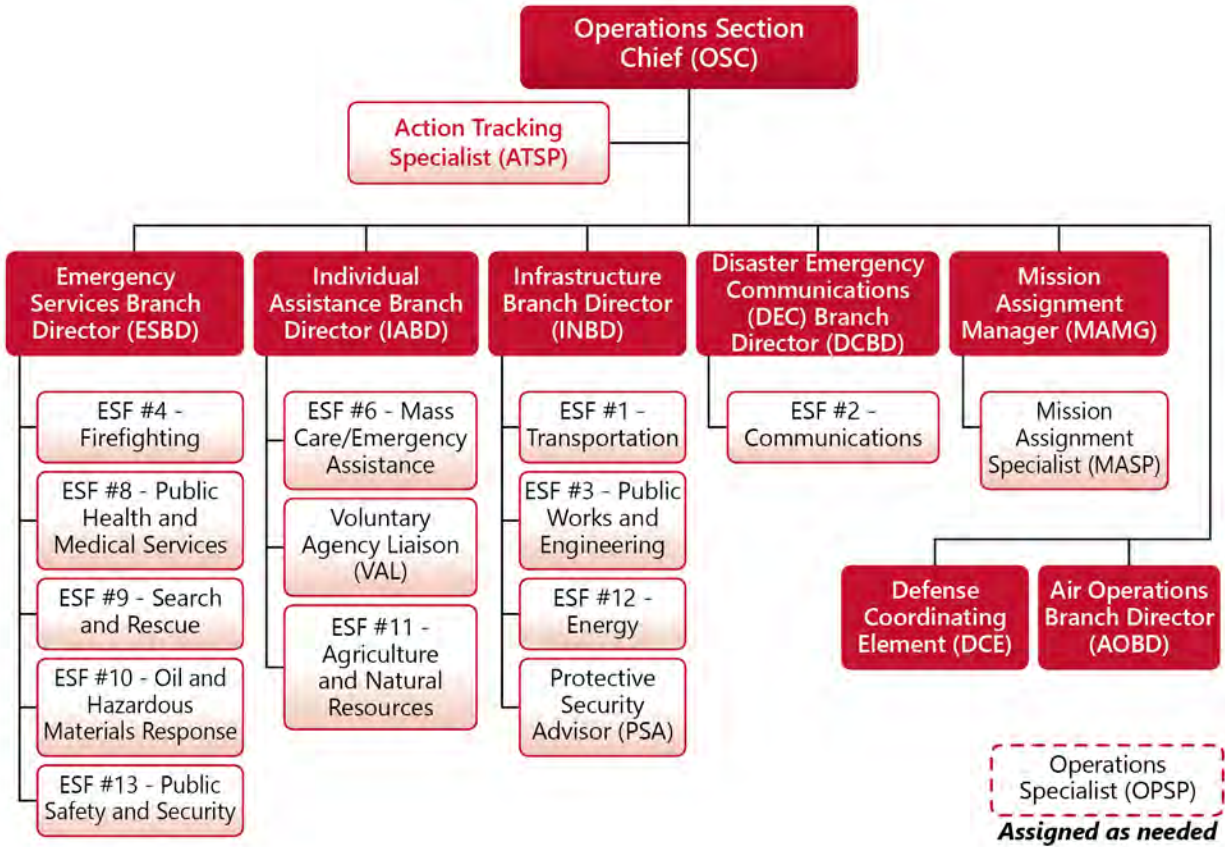 Operations Section
Chief (OSC)
Action Tracking
Specialist (ATSP)
Emergency
Services Branch
Director (ESBD)
Individual
Assistance Branch
Director (IABD)
Infrastructure
Branch Director
(INBD)
Disaster Emergency
Communications
(DEC) Branch
Director (DCBD)
Mission
Assignment
Manager (MAMG)
ESF #4 -
Firefighting
ESF #8 - Public
Health and
Medical Services
ESF #9 - Search
and Rescue
ESF #10 - Oil and
Hazardous
Materials Response
ESF #13 - Public
Safety and Security
ESF #6 - Mass
Care/Emergency
Assistance
Voluntary
Agency Liaison
(VAL)
ESF #11 -
Agriculture
and Natural
Resources
ESF #1 -
Transportation
ESF #3 - Public
Works and
Engineering
ESF #12 -
Energy
Protective
Security
Advisor (PSA)
ESF #2 -
Communications
Mission
Assignment
Specialist (MASP)
Defense
Coordinating
Element (DCE)
Air Operations
Branch Director
(AOBD)
Operations
Specialist (OPSP)
Assigned as needed